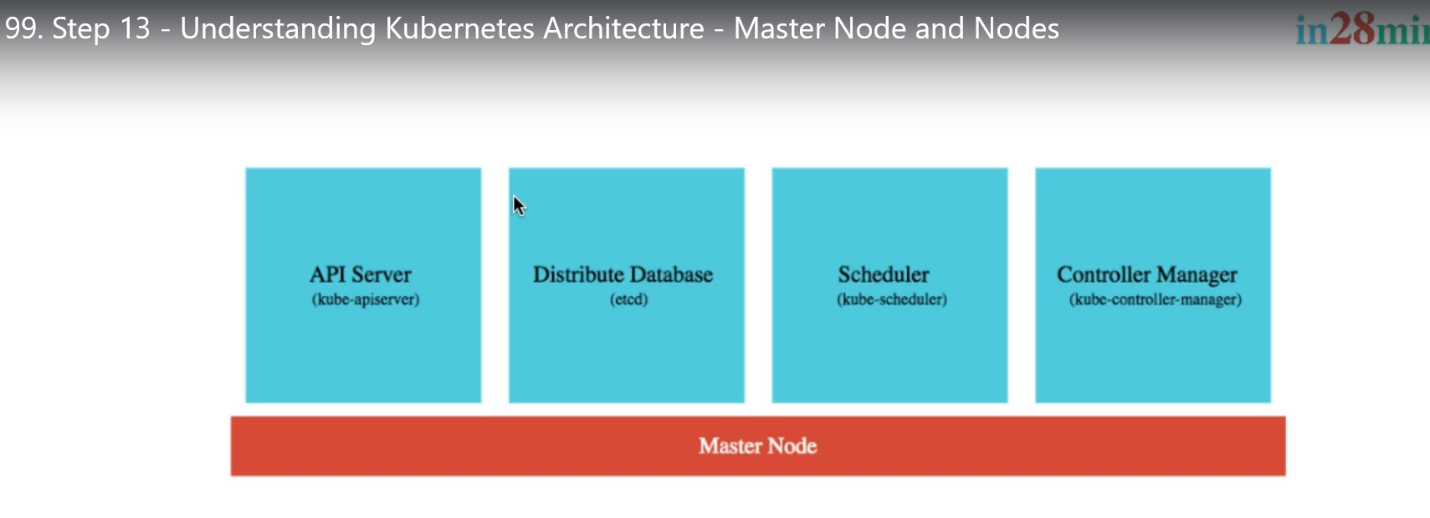 99. Step 13 - Understanding Kubernetes Architecture - Master Node and Nodes
in28mi
API Server
(kube-apiserver)
Distribute Database
(etcd)
Scheduler
(kube-scheduler)
Controller Manager
(kube-controller-manager)
Master Node